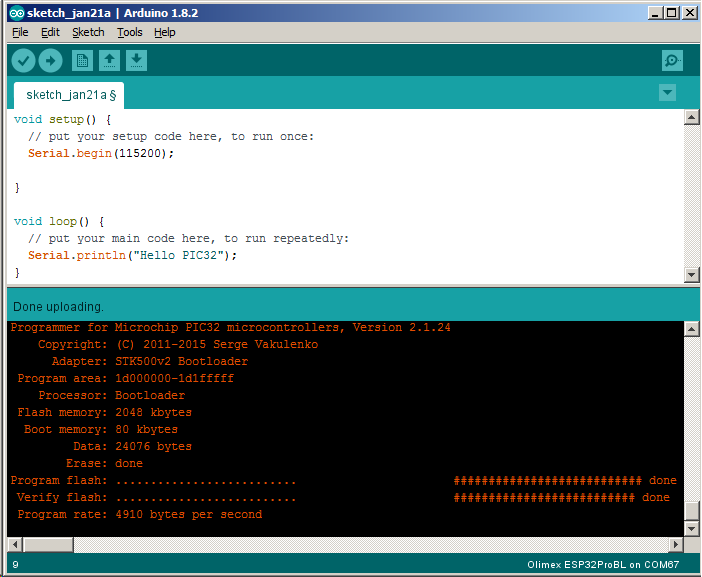 sketch_jan21a | Arduino 1.8.2
File Edit Sketch Tools Help
sketch_jan21a §
void setup() {
  // put your setup code here, to run once:
  Serial.begin(115200);
}
void loop() {
  // put your main code here, to run repeatedly:
  Serial.println("Hello PIC32");
}
Done uploading.
Programmer for Microchip PIC32 microcontrollers, Version 2.1.24
    Copyright: (C) 2011-2015 Serge Vakulenko
      Adapter: STK500v2 Bootloader
 Program area: 1d000000-1d1fffff
    Processor: Bootloader
 Flash memory: 2048 kbytes
  Boot memory: 80 kbytes
         Data: 24076 bytes
        Erase: done
Program flash: .......................... ########################### done
 Verify flash: .......................... ########################## done
 Program rate: 4910 bytes per second
9 Olimex ESP32ProBL on COM67